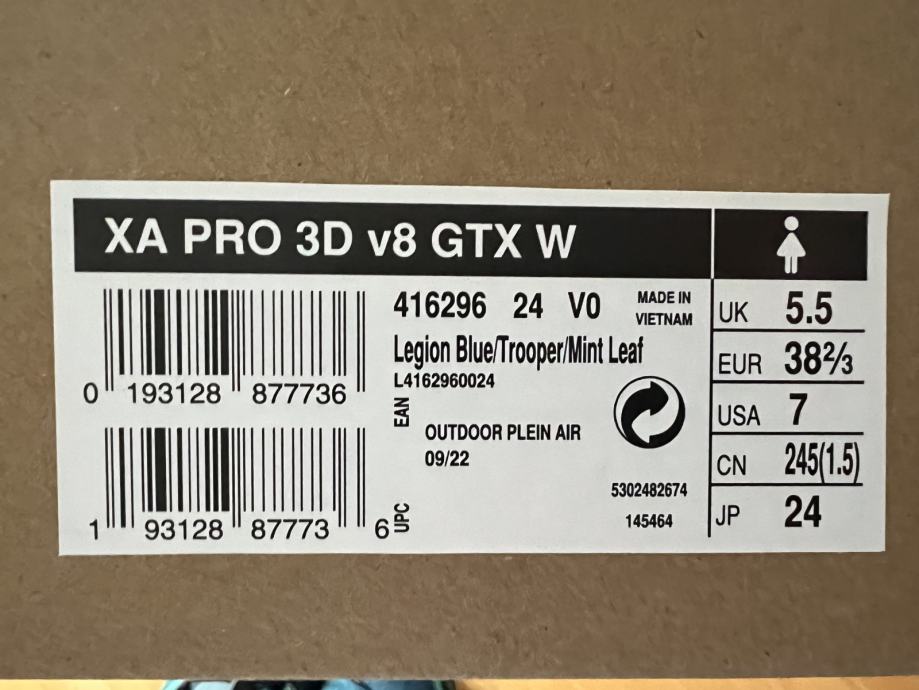 XA PRO 3D v8 GTX W
416296 24 V0
MADE IN
VIETNAM
Legion Blue/Trooper/Mint Leaf
L4162960024
0 193128 877736
EAN
OUTDOOR PLEIN AIR
09/22
1 93128 87773 6
UPC
5302482674
145464
UK 5.5
EUR 38⅔
USA 7
CN 245(1.5)
JP 24